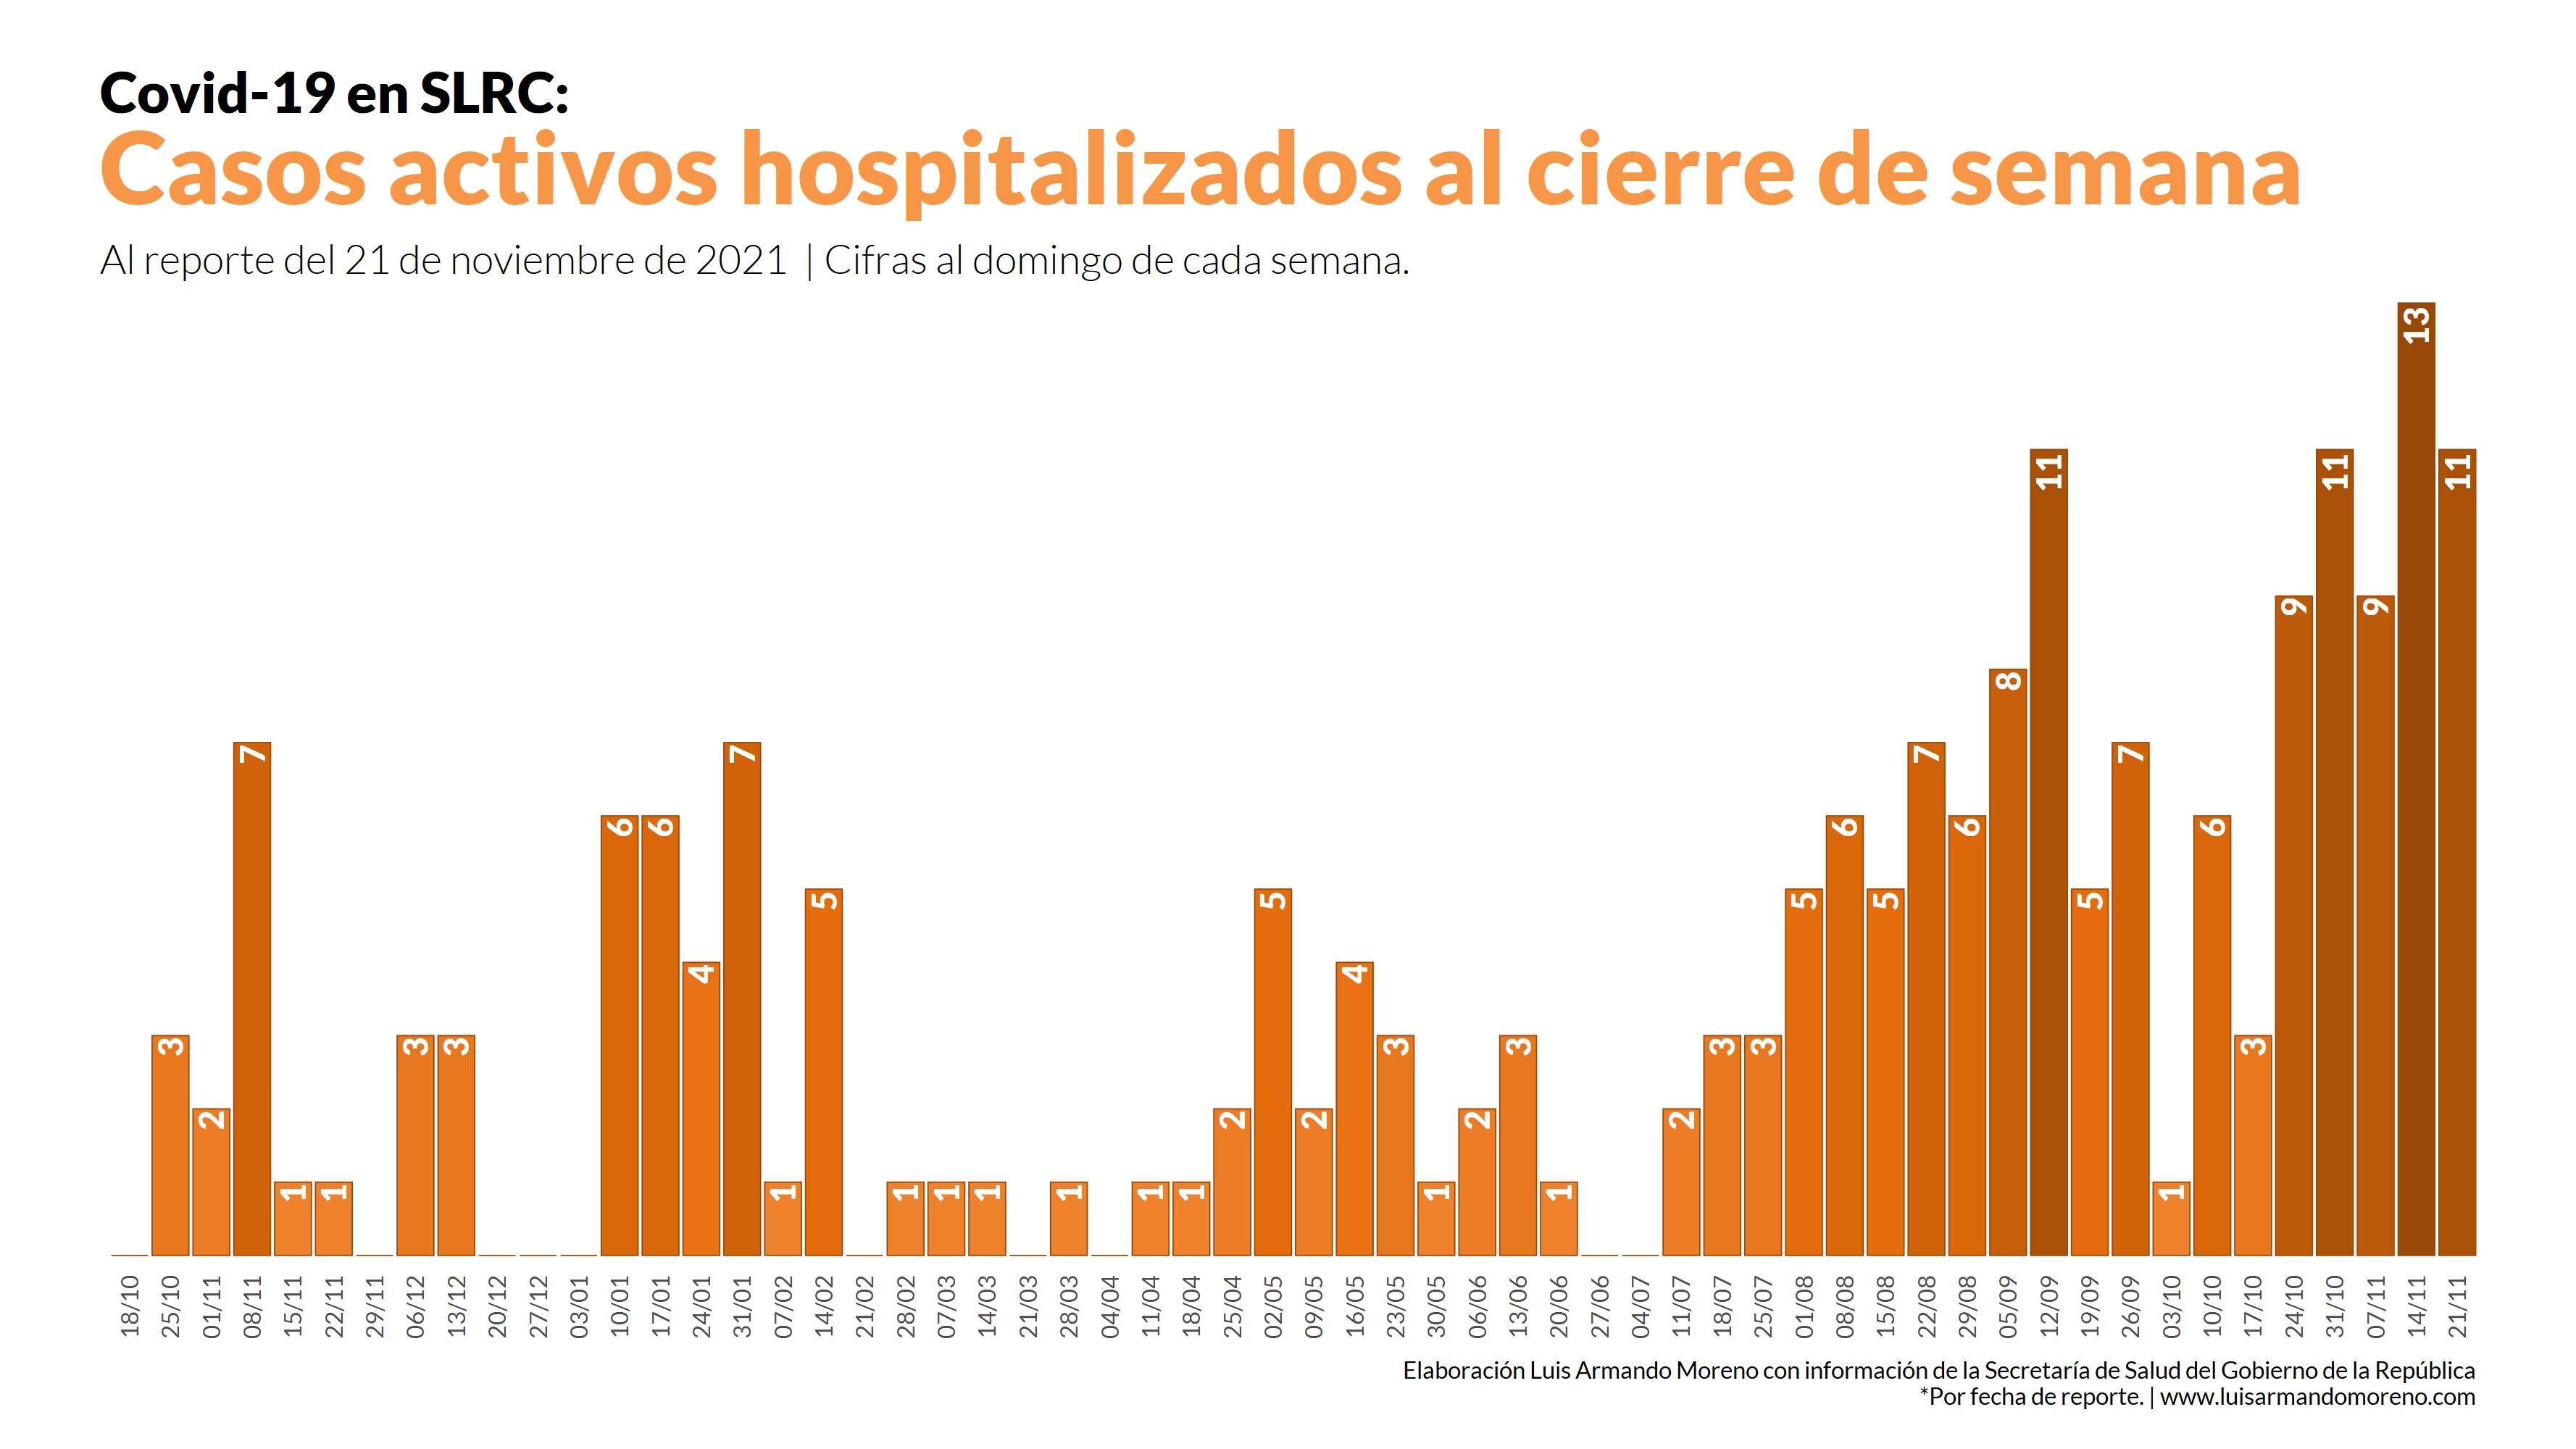 Covid-19 en SLRC:
Casos activos hospitalizados al cierre de semana
Al reporte del 21 de noviembre de 2021 | Cifras al domingo de cada semana.
3 2 7 1 1 3 3 6 6 4 7 1 5 1 1 1 1 1 1 2 5 2 4 3 1 2 3 1 2 3 3 5 6 5 7 6 8 11 5 7 1 6 3 9 11 9 13 11
18/10 25/10 01/11 08/11 15/11 22/11 29/11 06/12 13/12 20/12 27/12 03/01 10/01 17/01 24/01 31/01 07/02 14/02 21/02 28/02 07/03 14/03 21/03 28/03 04/04 11/04 18/04 25/04 02/05 09/05 16/05 23/05 30/05 06/06 13/06 20/06 27/06 04/07 11/07 18/07 25/07 01/08 08/08 15/08 22/08 29/08 05/09 12/09 19/09 26/09 03/10 10/10 17/10 24/10 31/10 07/11 14/11 21/11
Elaboración Luis Armando Moreno con información de la Secretaría de Salud del Gobierno de la República
*Por fecha de reporte. | www.luisarmandomoreno.com